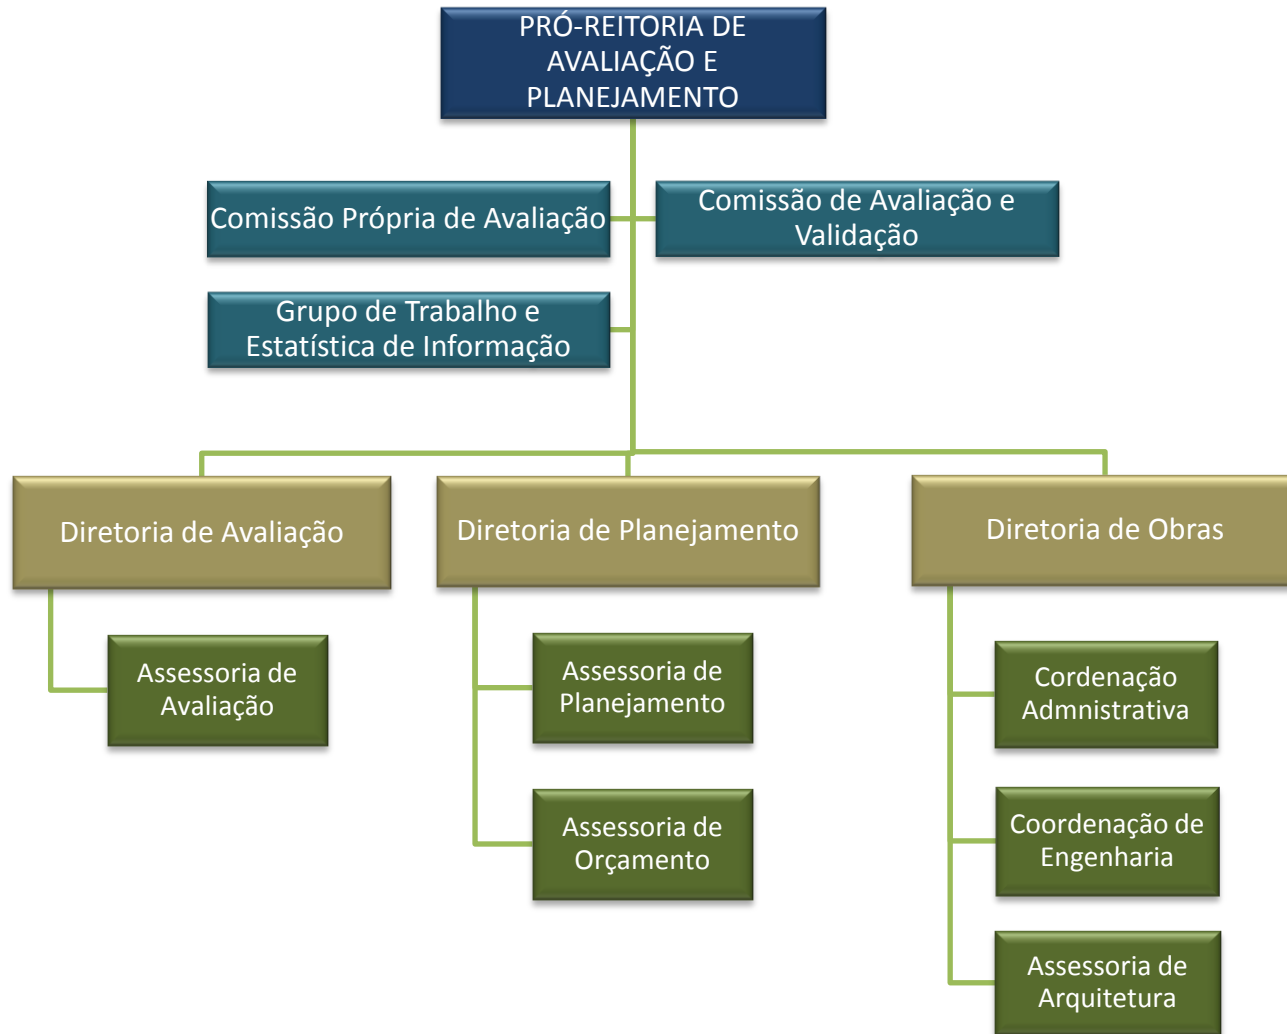 PRÓ-REITORIA DE
AVALIAÇÃO E
PLANEJAMENTO
Comissão Própria de Avaliação
Comissão de Avaliação e
Validação
Grupo de Trabalho e
Estatística de Informação
Diretoria de Avaliação
Diretoria de Planejamento
Diretoria de Obras
Assessoria de
Avaliação
Assessoria de
Planejamento
Assessoria de
Orçamento
Cordenação
Admnistrativa
Coordenação de
Engenharia
Assessoria de
Arquitetura